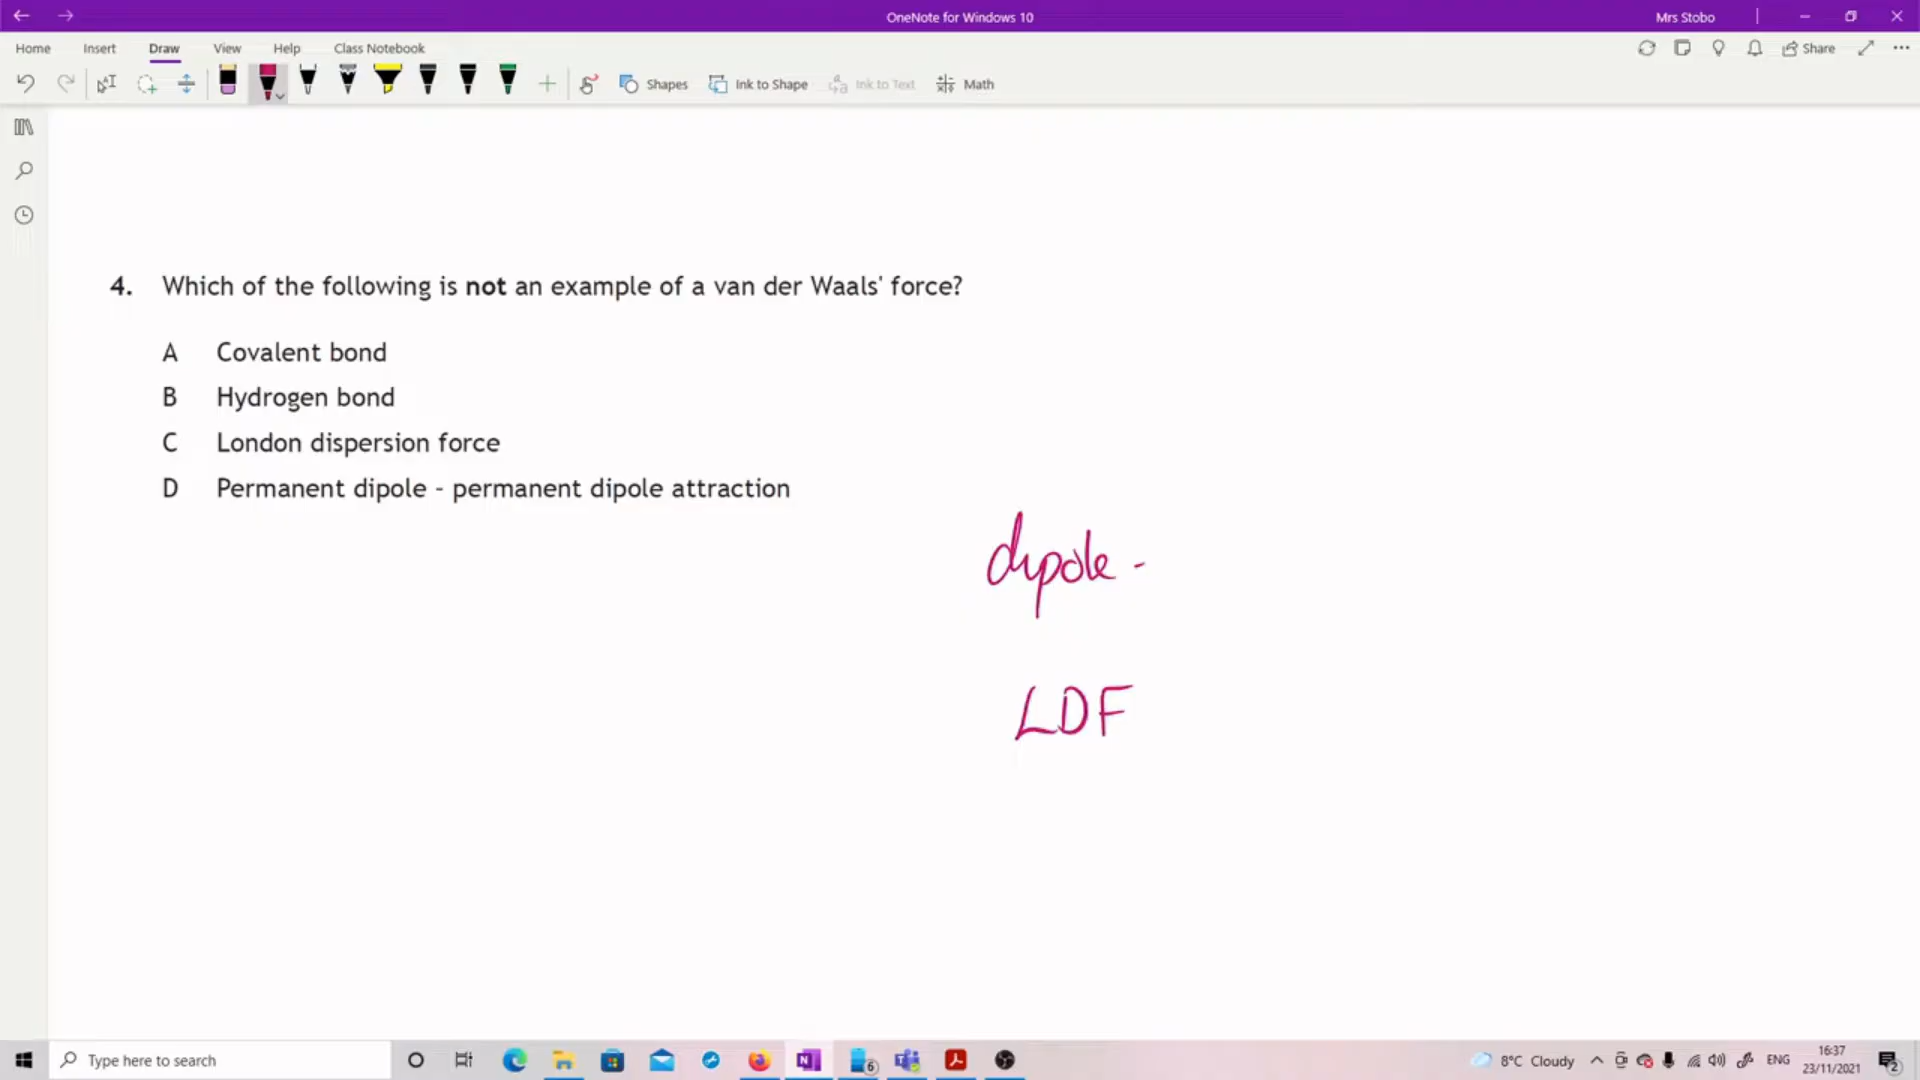 OneNote for Windows 10
Mrs Stobo
Home Insert Draw View Help Class Notebook
Share
Shapes Ink to Shape Ink to Text Math
4. Which of the following is not an example of a van der Waals' force?
A Covalent bond
B Hydrogen bond
C London dispersion force
D Permanent dipole - permanent dipole attraction
dipole -
LDF
Type here to search
6
8°C Cloudy
ENG
16:37
23/11/2021
2